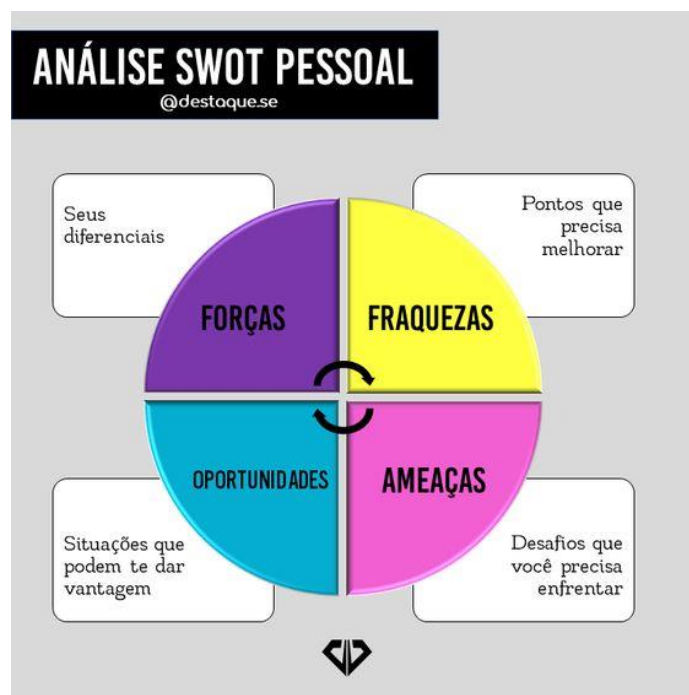 ANÁLISE SWOT PESSOAL
@destaque.se
Seus
diferenciais
Pontos que
precisa
melhorar
FORÇAS
FRAQUEZAS
OPORTUNIDADES
AMEAÇAS
Situações que
podem te dar
vantagem
Desafios que
você precisa
enfrentar